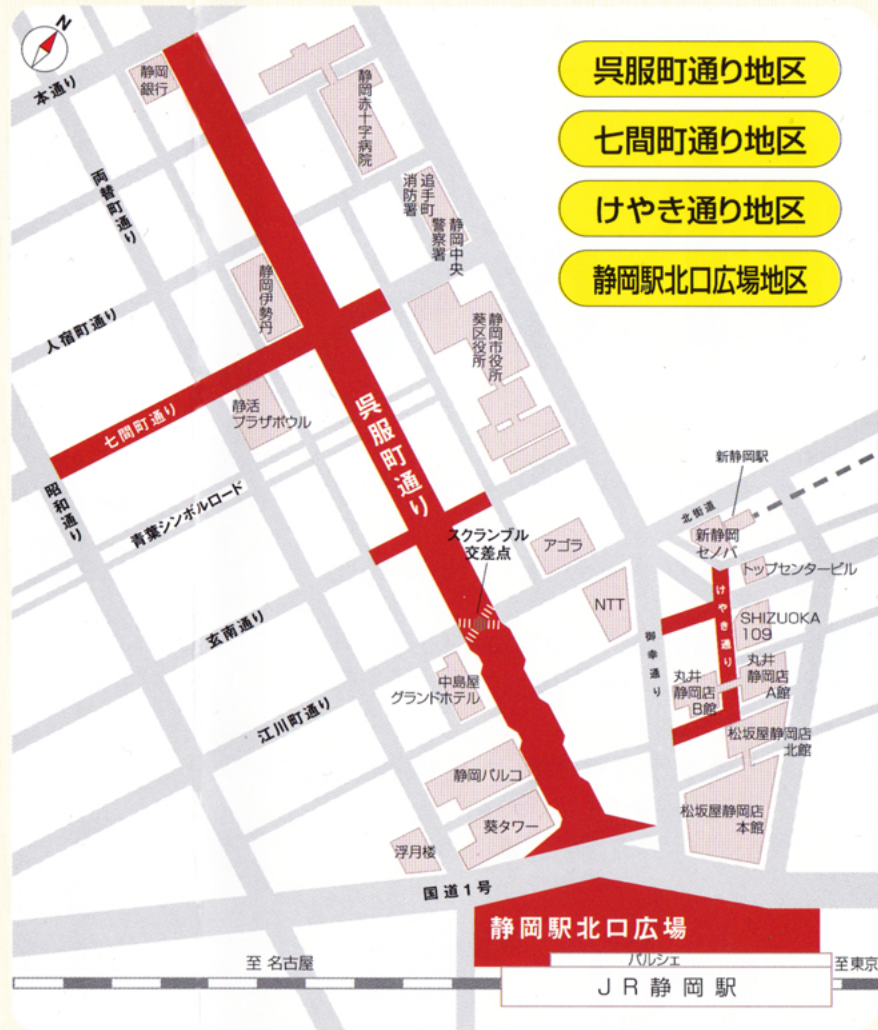 N
呉服町通り地区
七間町通り地区
けやき通り地区
静岡駅北口広場地区
本通り
静岡
銀行
静岡赤十字病院
両替町通り
追手町
消防署
静岡中央
警察署
静岡伊勢丹
人宿町通り
静岡市役所
葵区役所
七間町通り
静活
プラザボウル
呉服町通り
昭和通り
青葉シンボルロード
新静岡駅
北街道
スクランブル
交差点
アゴラ
新静岡
セノバ
トップセンタービル
NTT
けやき通り
SHIZUOKA
109
玄南通り
御幸通り
中島屋
グランドホテル
丸井
静岡店
B館
丸井
静岡店
A館
江川町通り
松坂屋静岡店
北館
静岡パルコ
葵タワー
松坂屋静岡店
本館
浮月楼
国道1号
静岡駅北口広場
至 名古屋
パルシェ
至東京
JR静岡駅